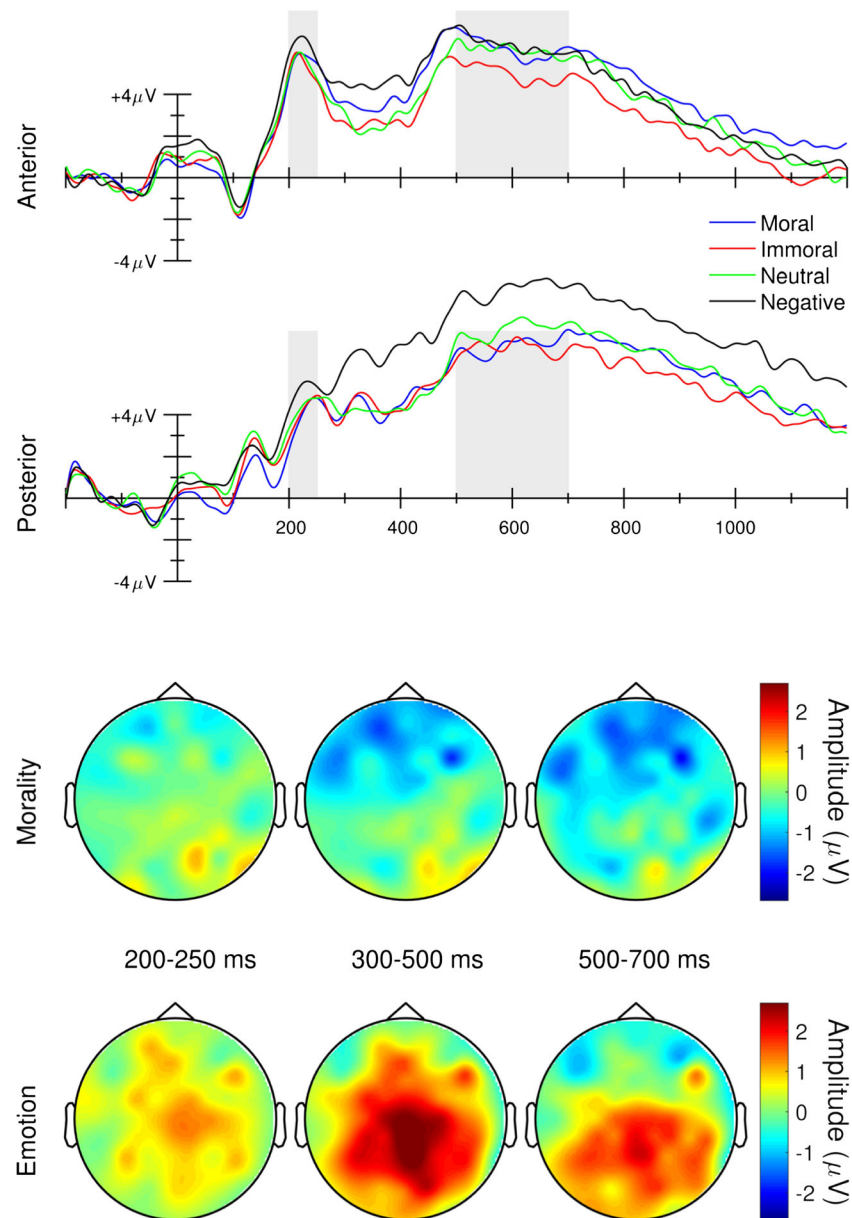 Anterior
+4μV
-4μV
Moral
Immoral
Neutral
Negative
Posterior
+4μV
-4μV
200
400
600
800
1000
Morality
2
1
0
-1
-2
Amplitude (μV)
200-250 ms
300-500 ms
500-700 ms
Emotion
2
1
0
-1
-2
Amplitude (μV)